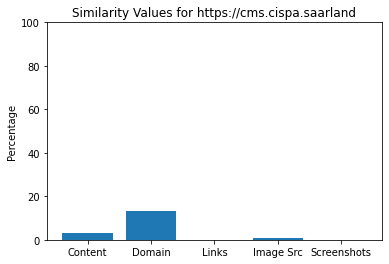 Similarity Values for https://cms.cispa.saarland
Percentage
100
80
60
40
20
0
Content Domain Links Image Src Screenshots